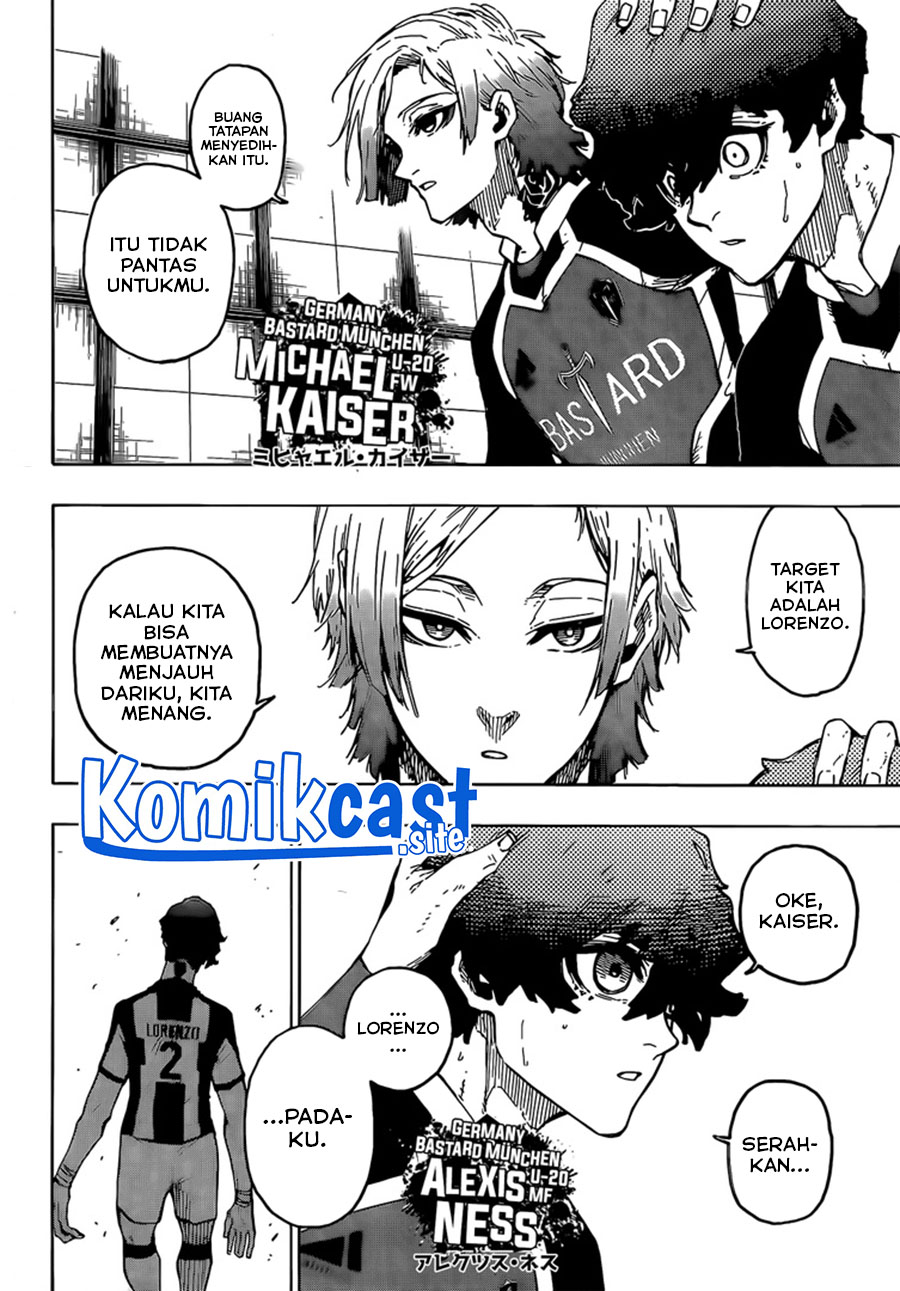 BUANG
TATAPAN
MENYEDIH-
KAN ITU.
ITU TIDAK
PANTAS
UNTUKMU.
GERMANY
BASTARD MÜNCHEN
MICHAEL U-20
FW
KAISER
ミヒャエル・カイザー
BASTARD
MÜNCHEN
TARGET
KITA
ADALAH
LORENZO.
KALAU KITA
BISA
MEMBUATNYA
MENJAUH
DARIKU, KITA
MENANG.
Komikcast
.site
OKE,
KAISER.
SERAH-
KAN...
...
LORENZO
...
...PADA-
KU.
LORENZO
2
GERMANY
BASTARD MÜNCHEN
ALEXIS U-20
MF
NESS
アレクシス・ネス